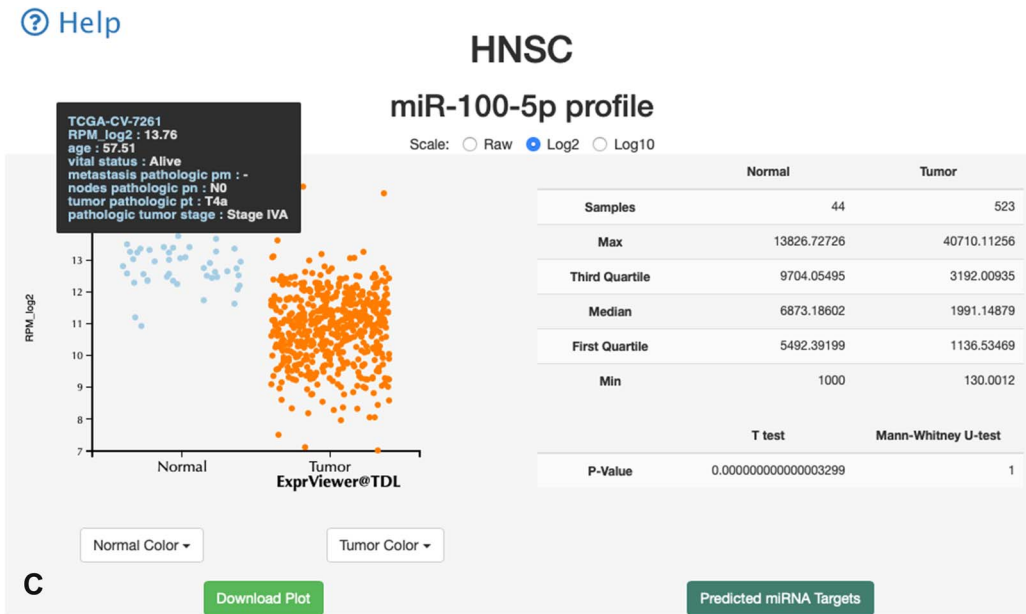 Help
HNSC
miR-100-5p profile
Scale: Raw Log2 Log10
TCGA-CV-7261
RPM_log2 : 13.76
age : 57.51
vital status : Alive
metastasis pathologic pm : -
nodes pathologic pn : N0
tumor pathologic pt : T4a
pathologic tumor stage : Stage IVA
13
12
11
10
9
8
7
RPM_log2
Normal Tumor
ExprViewer@TDL
Normal Tumor
Samples 44 523
Max 13826.72726 40710.11256
Third Quartile 9704.05495 3192.00935
Median 6873.18602 1991.14879
First Quartile 5492.39199 1136.53469
Min 1000 130.0012
T test Mann-Whitney U-test
P-Value 0.000000000000003299 1
Normal Color Tumor Color
C
Download Plot Predicted miRNA Targets